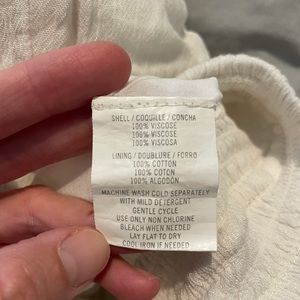 SHELL / COQUILLE / CONCHA
100% VISCOSE
100% VISCOSE
100% VISCOSA
LINING / DOUBLURE / FORRO
100% COTTON
100% COTON
100% ALGODÓN
MACHINE WASH COLD SEPARATELY
WITH MILD DETERGENT
GENTLE CYCLE
USE ONLY NON CHLORINE
BLEACH WHEN NEEDED
LAY FLAT TO DRY
COOL IRON IF NEEDED